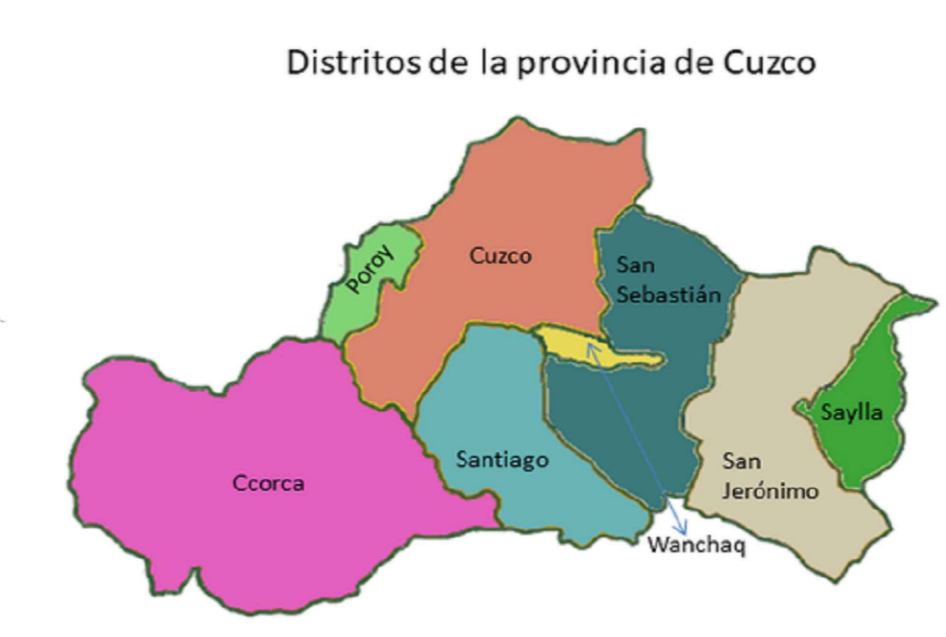 Distritos de la provincia de Cuzco
Poroy
Cuzco
San
Sebastián
Saylla
Santiago
San
Jerónimo
Ccorca
Wanchaq